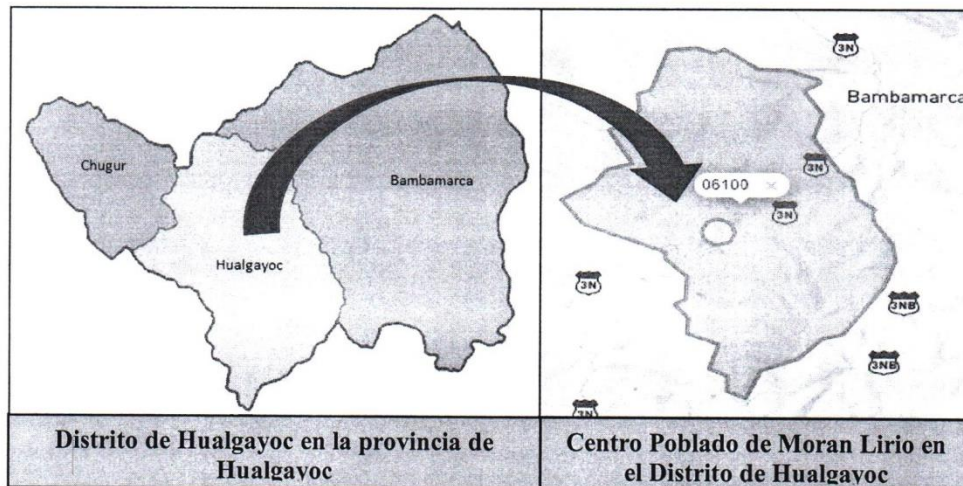 3N
Bambamarca
Chugur
Bambamarca
3N
06100
3N
Hualgayoc
3N
3NB
3NB
3N
Distrito de Hualgayoc en la provincia de
Hualgayoc
Centro Poblado de Moran Lirio en
el Distrito de Hualgayoc